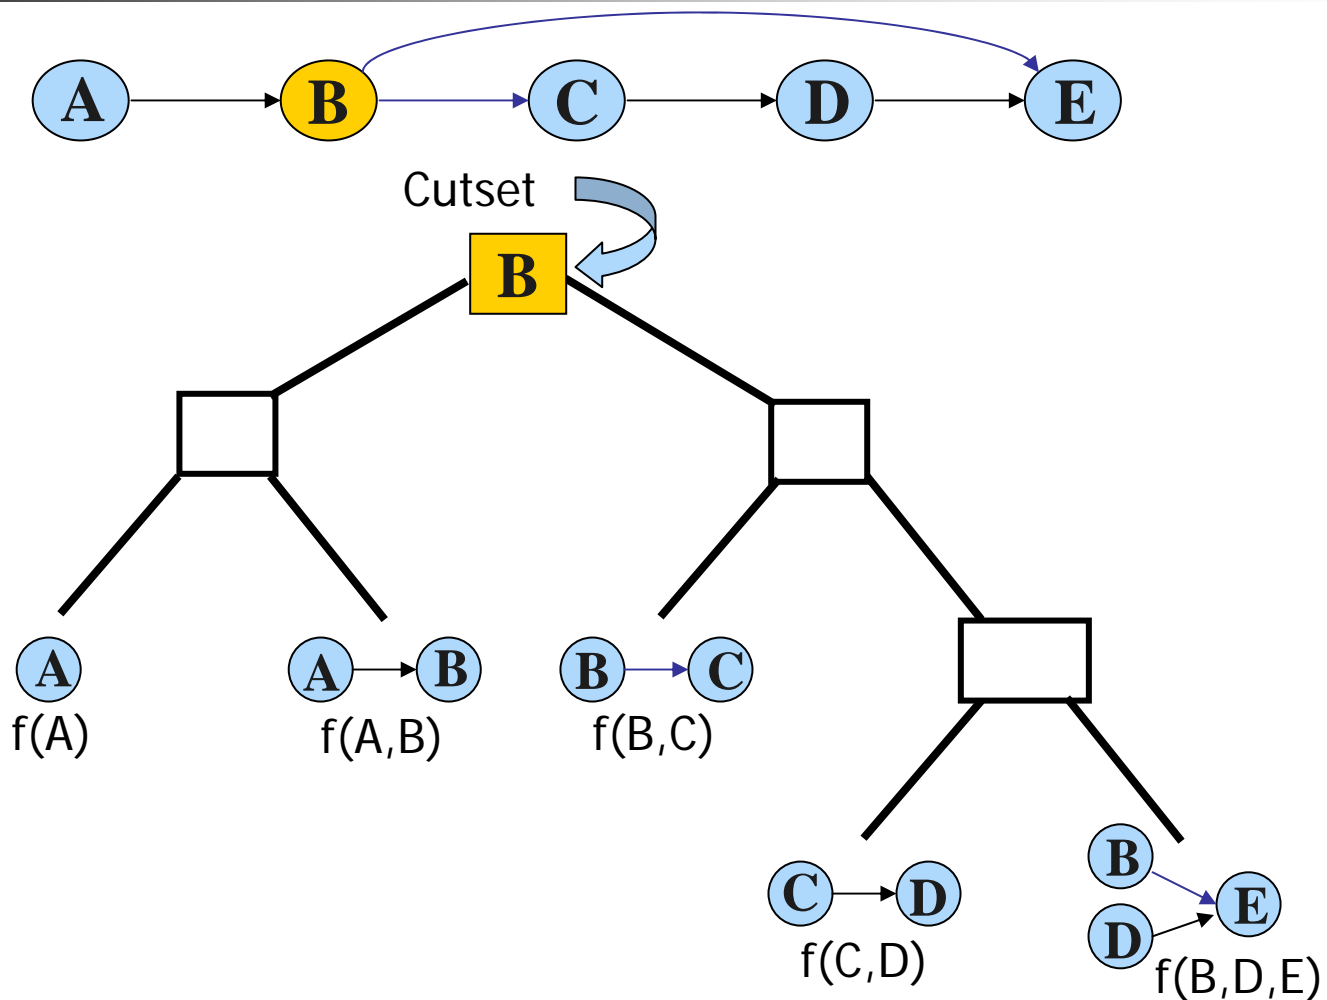 A B C D E
Cutset
B
A A B B C
f(A) f(A,B) f(B,C)
B
C D E
D
f(C,D) f(B,D,E)